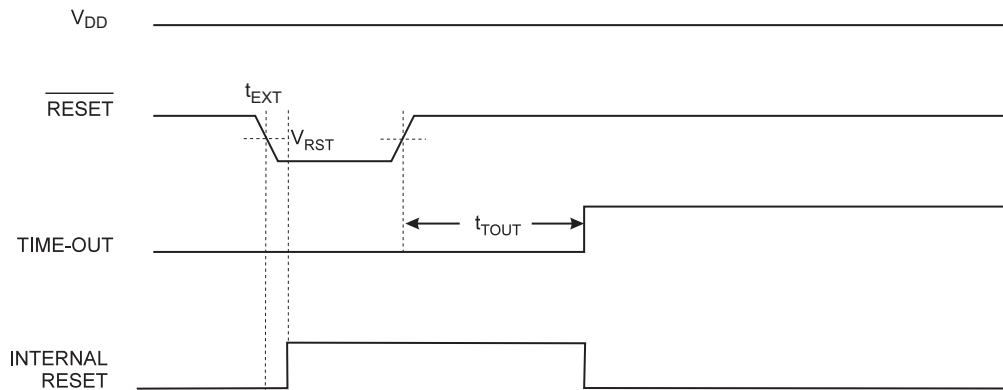 VDD
RESET
tEXT
VRST
tTOUT
TIME-OUT
INTERNAL
RESET